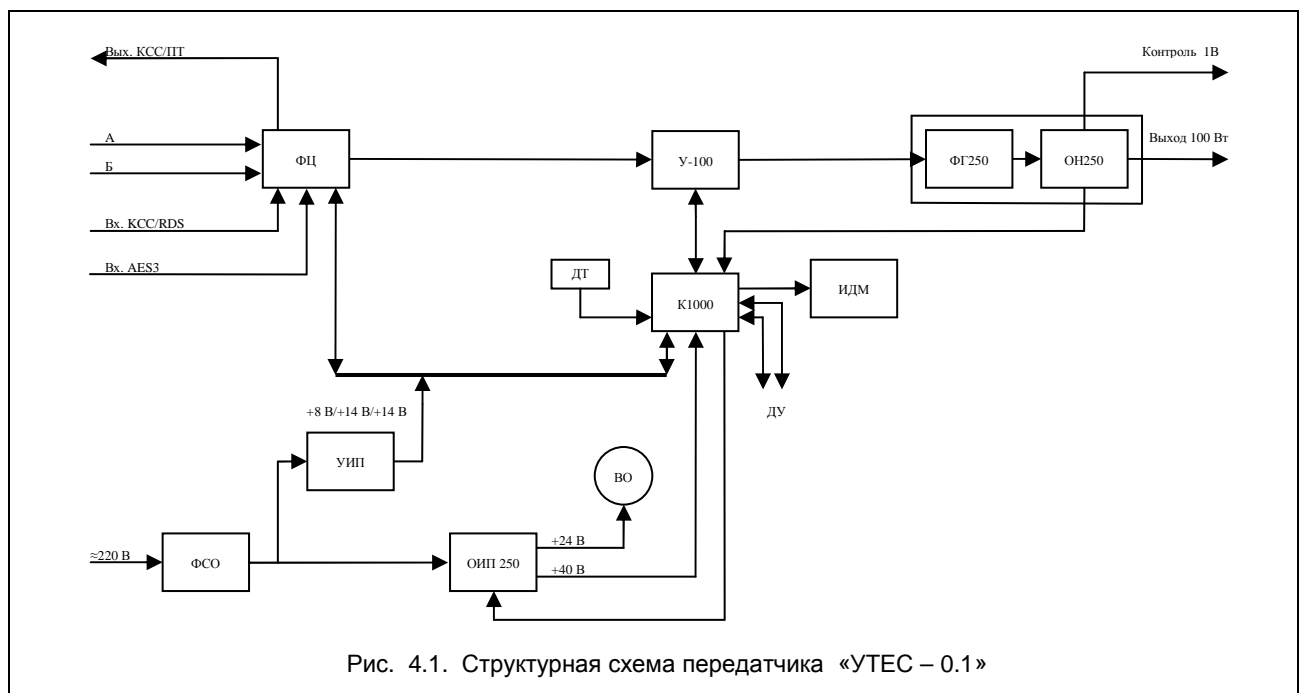 Вых. КСС/ПТ
Контроль 1В
А
Б
ФЦ
У-100
ФГ250
ОН250
Выход 100 Вт
Вх. КСС/RDS
Вх. AES3
ДТ
К1000
ИДМ
+8 В/+14 В/+14 В
ДУ
УИП
ВО
≈220 В
ФСО
ОИП 250
+24 В
+40 В
Рис. 4.1. Структурная схема передатчика «УТЕС – 0.1»